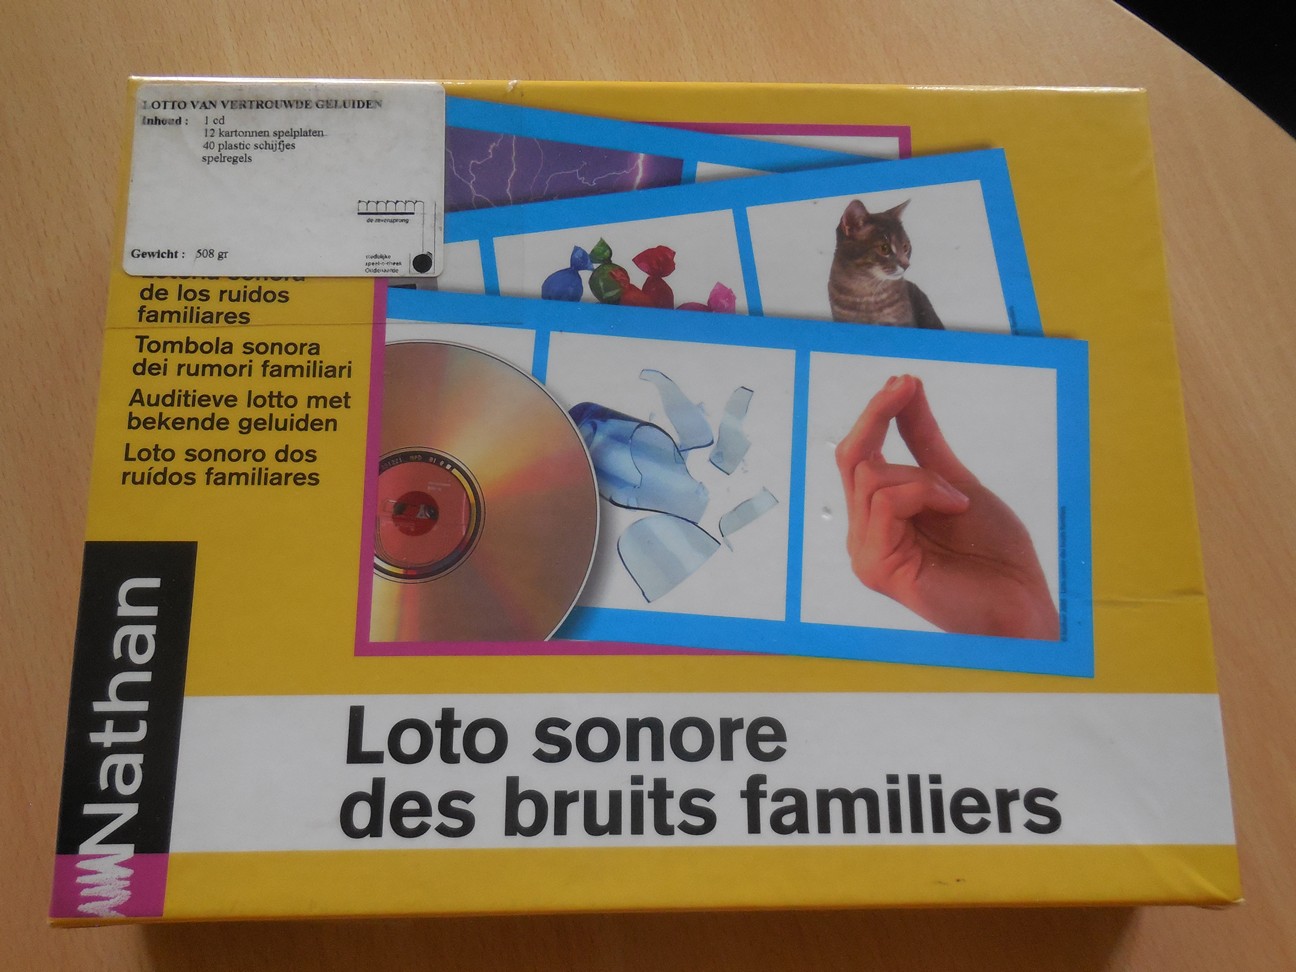 LOTTO VAN VERTROUWDE GELUIDEN
Inhoud : 1 cd
12 kartonnen spelplaten
40 plastic schijfjes
spelregels
Gewicht : 508 gr
de los ruidos
familiares
Tombola sonora
dei rumori familiari
Auditieve lotto met
bekende geluiden
Loto sonoro dos
ruídos familiares
Nathan
Loto sonore
des bruits familiers